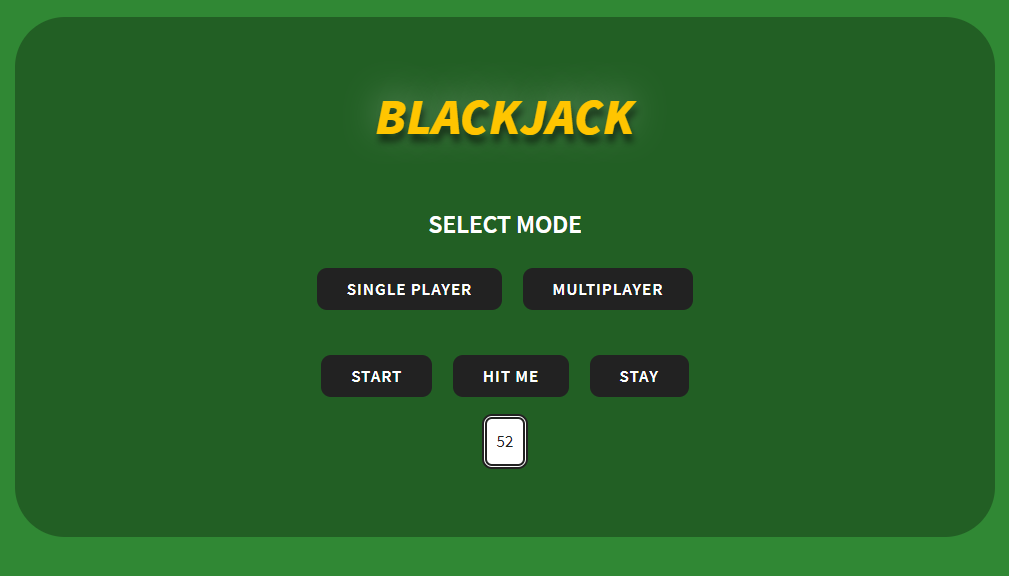 BLACKJACK
SELECT MODE
SINGLE PLAYER MULTIPLAYER
START HIT ME STAY
52